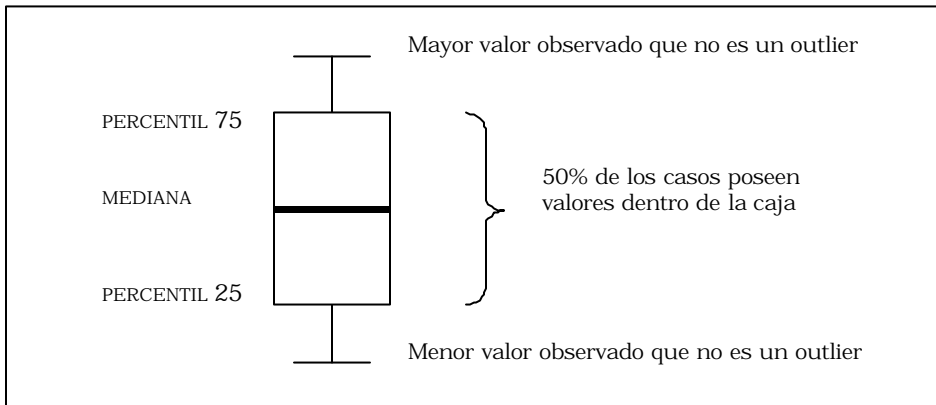 Mayor valor observado que no es un outlier
PERCENTIL 75
MEDIANA
50% de los casos poseen
valores dentro de la caja
PERCENTIL 25
Menor valor observado que no es un outlier